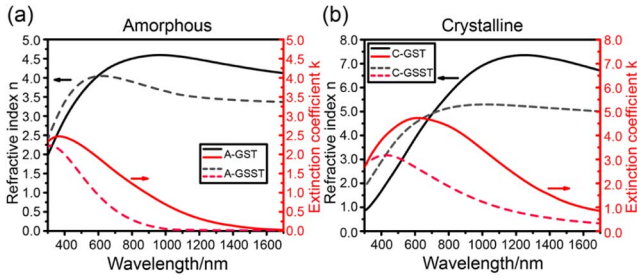 (a) Amorphous
5.0
4.5
4.0
3.5
3.0
2.5
2.0
1.5
1.0
0.5
0.0
Refractive index n
A-GST
A-GSST
5.0
4.5
4.0
3.5
3.0
2.5
2.0
1.5
1.0
0.5
0.0
Extinction coefficient k
400 600 800 1000 1200 1400 1600
Wavelength/nm
(b) Crystalline
8.0
7.0
6.0
5.0
4.0
3.0
2.0
1.0
0.0
Refractive index n
C-GST
C-GSST
8.0
7.0
6.0
5.0
4.0
3.0
2.0
1.0
0.0
Extinction coefficient k
400 600 800 1000 1200 1400 1600
Wavelength/nm